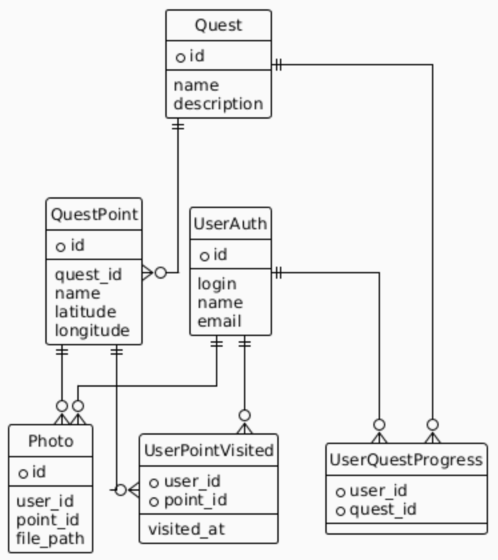 Quest
id
name
description
QuestPoint
id
quest_id
name
latitude
longitude
UserAuth
id
login
name
email
Photo
id
user_id
point_id
file_path
UserPointVisited
user_id
point_id
visited_at
UserQuestProgress
user_id
quest_id